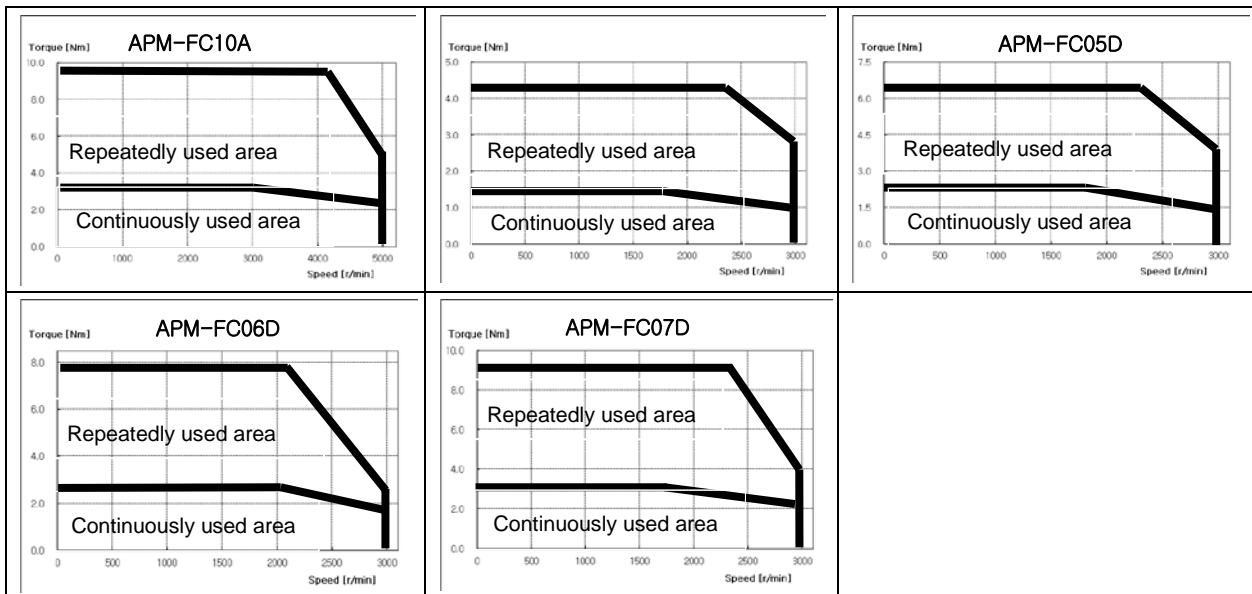 APM-FC10A
Torque [Nm]
10.0
8.0
6.0
Repeatedly used area
4.0
2.0
Continuously used area
0.0
0 1000 2000 3000 4000 5000
Speed [r/min]
Torque [Nm]
5.0
4.0
3.0
Repeatedly used area
2.0
1.0
Continuously used area
0.0
0 500 1000 1500 2000 2500 3000
Speed [r/min]
APM-FC05D
Torque [Nm]
7.5
6.0
4.5
Repeatedly used area
3.0
1.5
Continuously used area
0.0
0 500 1000 1500 2000 2500 3000
Speed [r/min]
APM-FC06D
Torque [Nm]
8.0
6.0
Repeatedly used area
4.0
2.0
Continuously used area
0.0
0 500 1000 1500 2000 2500 3000
Speed [r/min]
APM-FC07D
Torque [Nm]
10.0
8.0
Repeatedly used area
6.0
4.0
2.0
Continuously used area
0.0
0 500 1000 1500 2000 2500 3000
Speed [r/min]